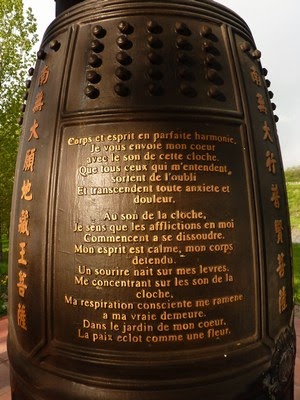 南無大願地藏王菩薩
Corps et esprit en parfaite harmonie,
Je vous envoie mon coeur
avec le son de cette cloche.
Que tous ceux qui m'entendent
sortent de l'oubli
Et transcendent toute anxiete et
douleur.
Au son de la cloche,
Je sens que les afflictions en moi
Commencent a se dissoudre.
Mon esprit est calme, mon corps
detendu.
Un sourire nait sur mes levres.
Me concentrant sur les son de la
cloche,
Ma respiration consciente me ramene
a ma vraie demeure.
Dans le jardin de mon coeur,
La paix eclot comme une fleur.
南無大行普賢菩薩